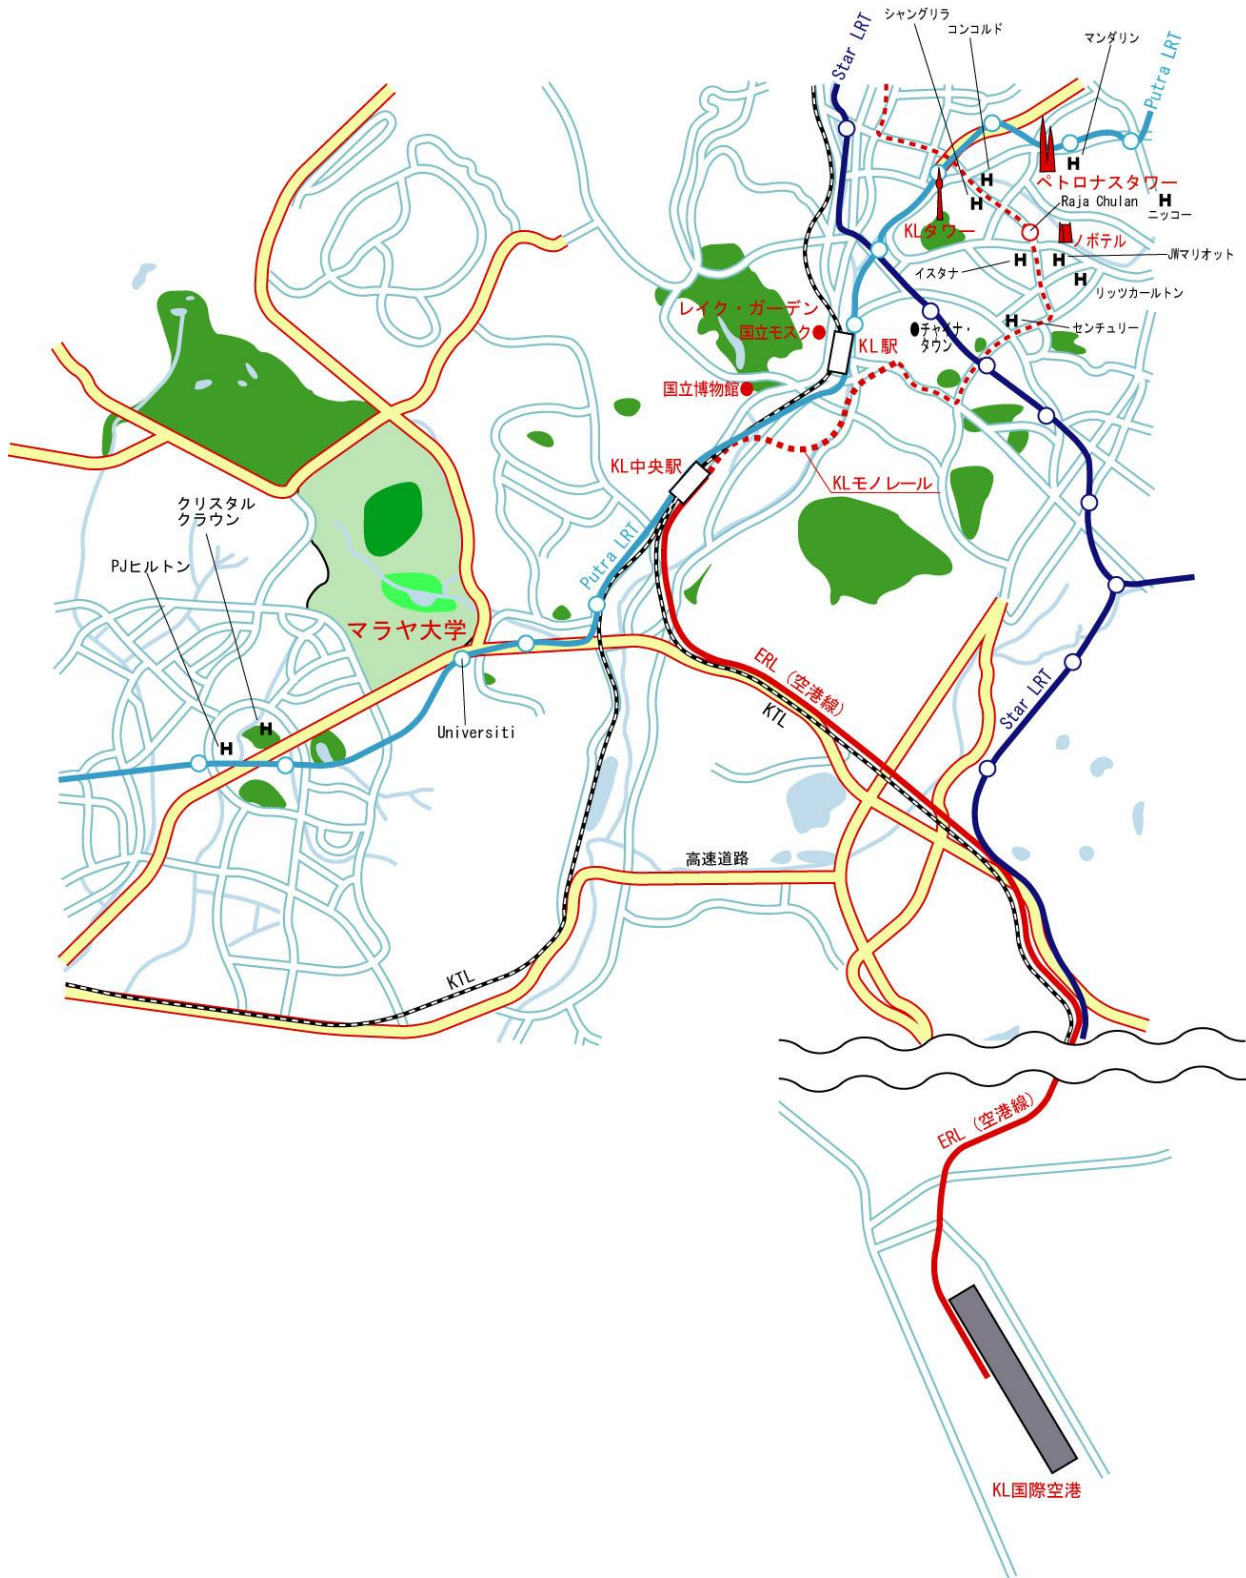 シャングリラ
コンコルド
マンダリン
Star LRT
Putra LRT
ペトロナスタワー
Raja Chulan
ニッコー
KLタワー
ノボテル
イスタナ
JWマリオット
リッツカールトン
レイク・ガーデン
国立モスク
KL駅
チャイナ・
タウン
センチュリー
国立博物館
KL中央駅
KLモノレール
クリスタル
クラウン
PJヒルトン
Putra LRT
マラヤ大学
ERL (空港線)
KTL
Star LRT
Universiti
高速道路
KTL
ERL (空港線)
KL国際空港
H
H
H
H
H
H
H
H
H
H